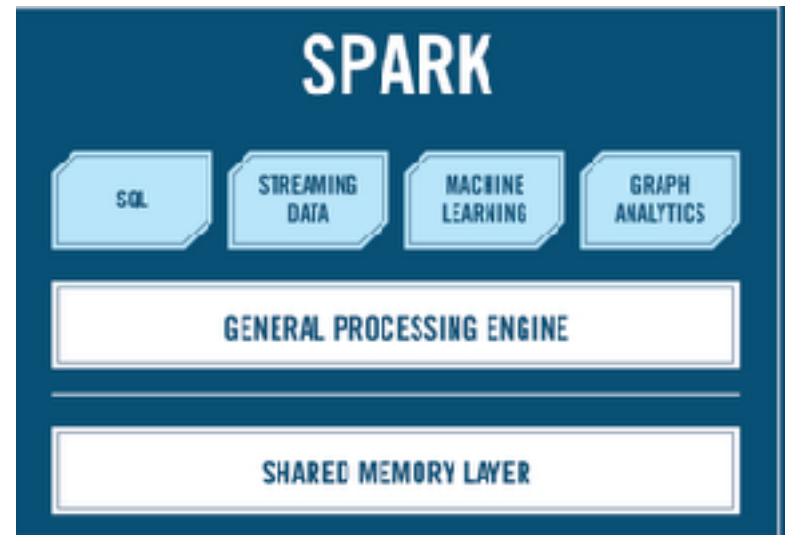 SPARK
SQL
STREAMING
DATA
MACHINE
LEARNING
GRAPH
ANALYTICS
GENERAL PROCESSING ENGINE
SHARED MEMORY LAYER